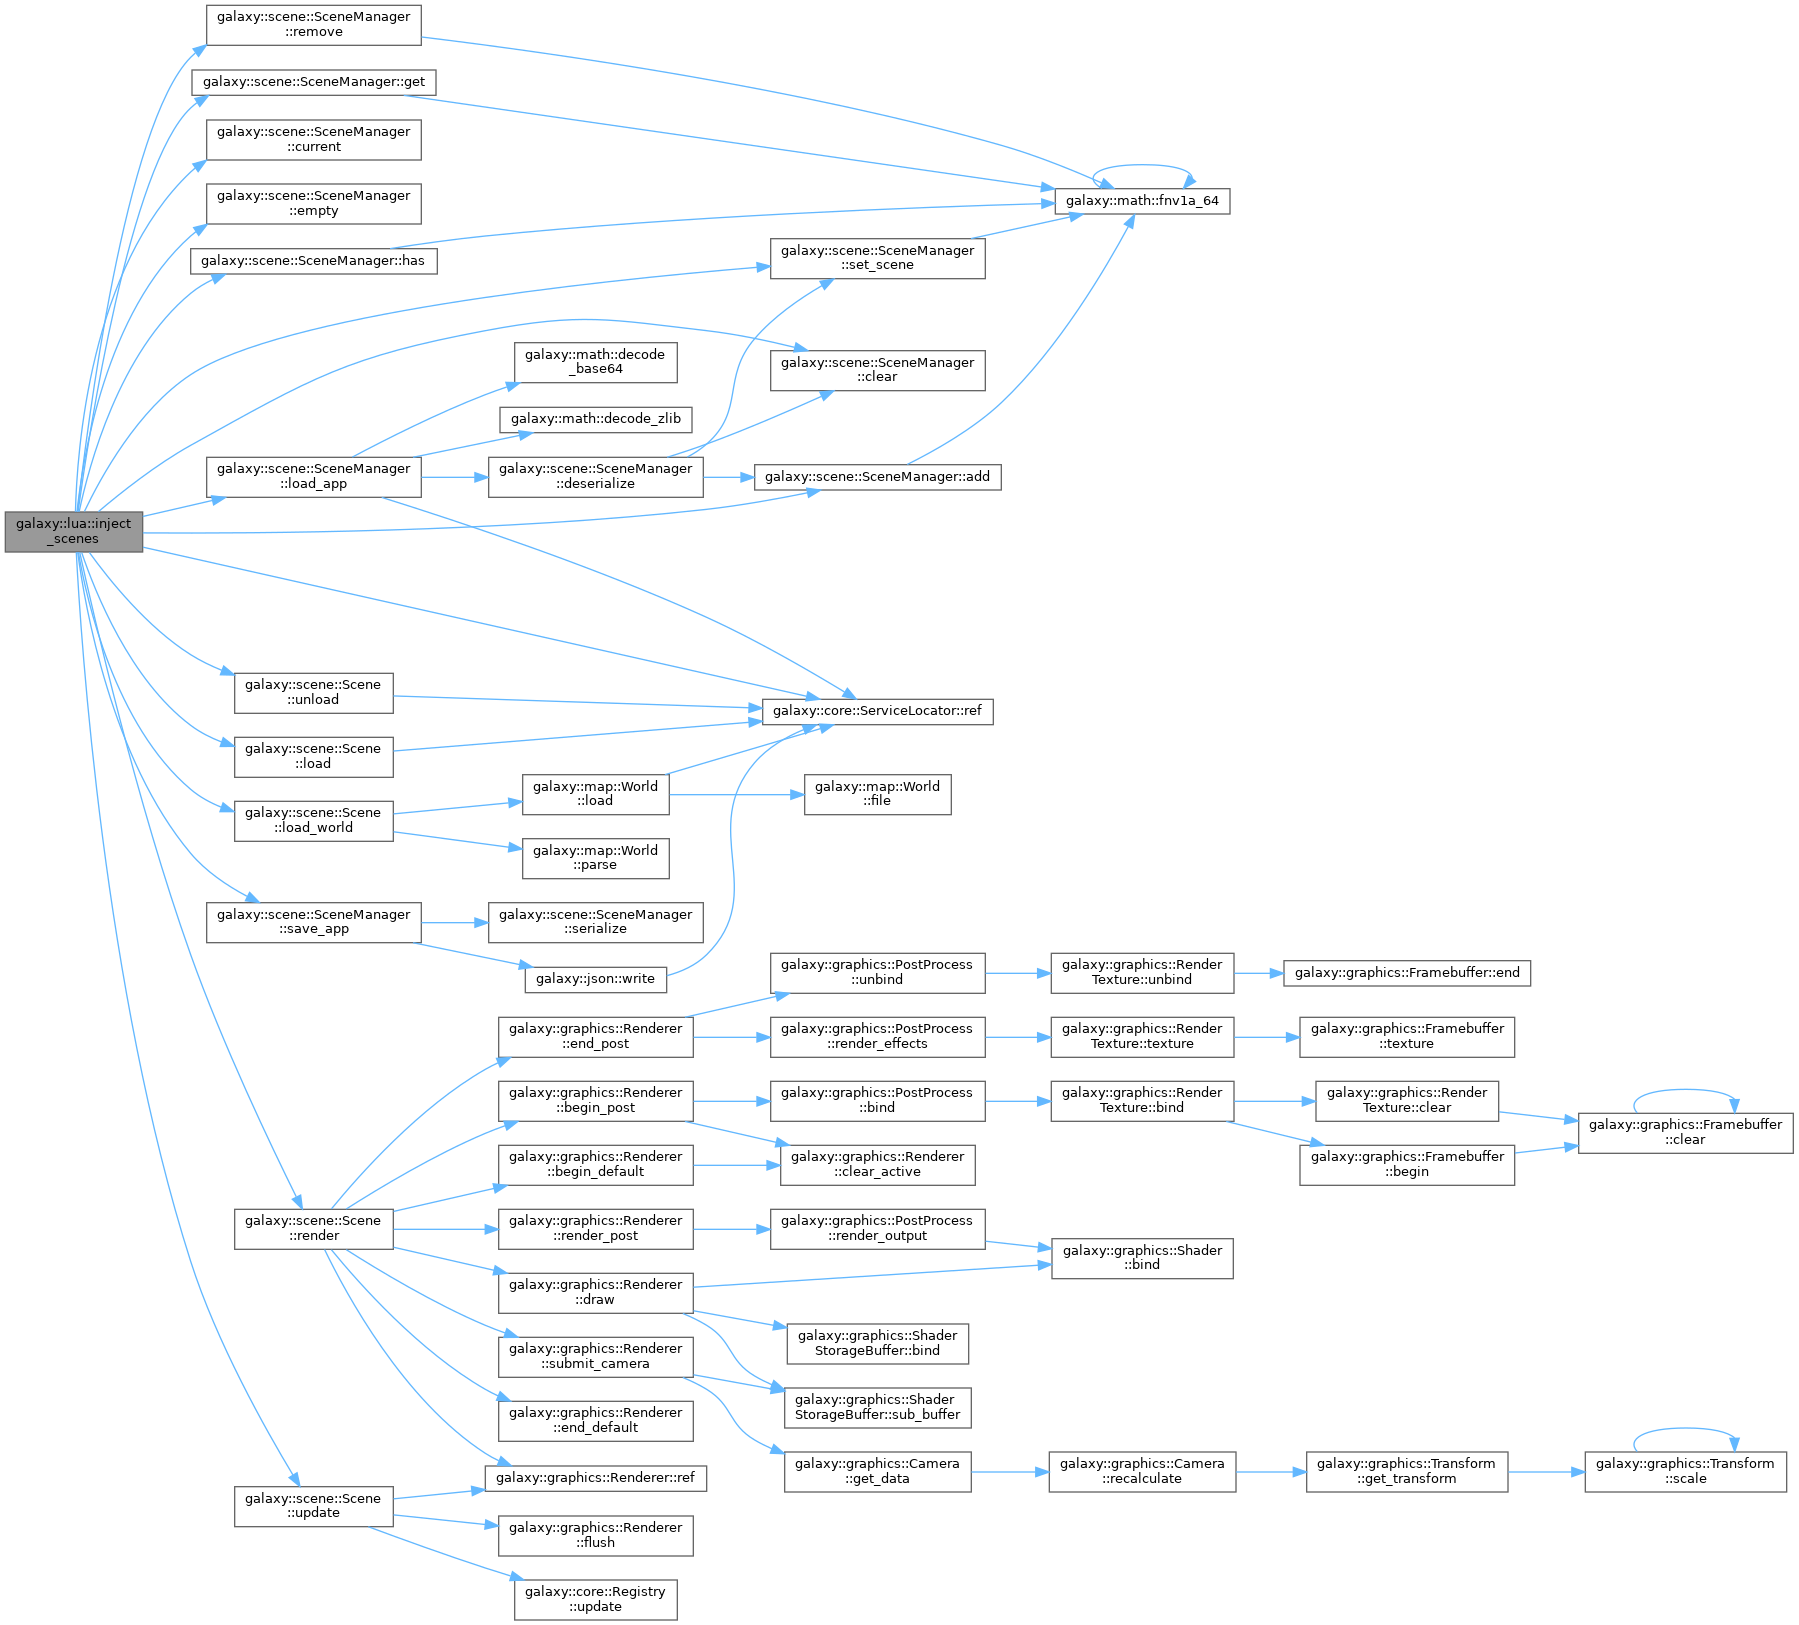 galaxy::scene::SceneManager
::remove
galaxy::scene::SceneManager::get
galaxy::scene::SceneManager
::current
galaxy::scene::SceneManager
::empty
galaxy::scene::SceneManager::has
galaxy::math::fnv1a_64
galaxy::scene::SceneManager
::set_scene
galaxy::math::decode
_base64
galaxy::scene::SceneManager
::clear
galaxy::math::decode_zlib
galaxy::scene::SceneManager
::load_app
galaxy::scene::SceneManager
::deserialize
galaxy::scene::SceneManager::add
galaxy::lua::inject
_scenes
galaxy::scene::Scene
::unload
galaxy::core::ServiceLocator::ref
galaxy::scene::Scene
::load
galaxy::map::World
::load
galaxy::map::World
::file
galaxy::scene::Scene
::load_world
galaxy::map::World
::parse
galaxy::scene::SceneManager
::save_app
galaxy::scene::SceneManager
::serialize
galaxy::json::write
galaxy::graphics::PostProcess
::unbind
galaxy::graphics::Render
Texture::unbind
galaxy::graphics::Framebuffer::end
galaxy::graphics::Renderer
::end_post
galaxy::graphics::PostProcess
::render_effects
galaxy::graphics::Render
Texture::texture
galaxy::graphics::Framebuffer
::texture
galaxy::graphics::Renderer
::begin_post
galaxy::graphics::PostProcess
::bind
galaxy::graphics::Render
Texture::bind
galaxy::graphics::Render
Texture::clear
galaxy::graphics::Framebuffer
::clear
galaxy::graphics::Renderer
::begin_default
galaxy::graphics::Renderer
::clear_active
galaxy::graphics::Framebuffer
::begin
galaxy::scene::Scene
::render
galaxy::graphics::Renderer
::render_post
galaxy::graphics::PostProcess
::render_output
galaxy::graphics::Shader
::bind
galaxy::graphics::Renderer
::draw
galaxy::graphics::Shader
StorageBuffer::bind
galaxy::graphics::Renderer
::submit_camera
galaxy::graphics::Shader
StorageBuffer::sub_buffer
galaxy::graphics::Renderer
::end_default
galaxy::graphics::Camera
::get_data
galaxy::graphics::Camera
::recalculate
galaxy::graphics::Transform
::get_transform
galaxy::graphics::Transform
::scale
galaxy::graphics::Renderer::ref
galaxy::scene::Scene
::update
galaxy::graphics::Renderer
::flush
galaxy::core::Registry
::update